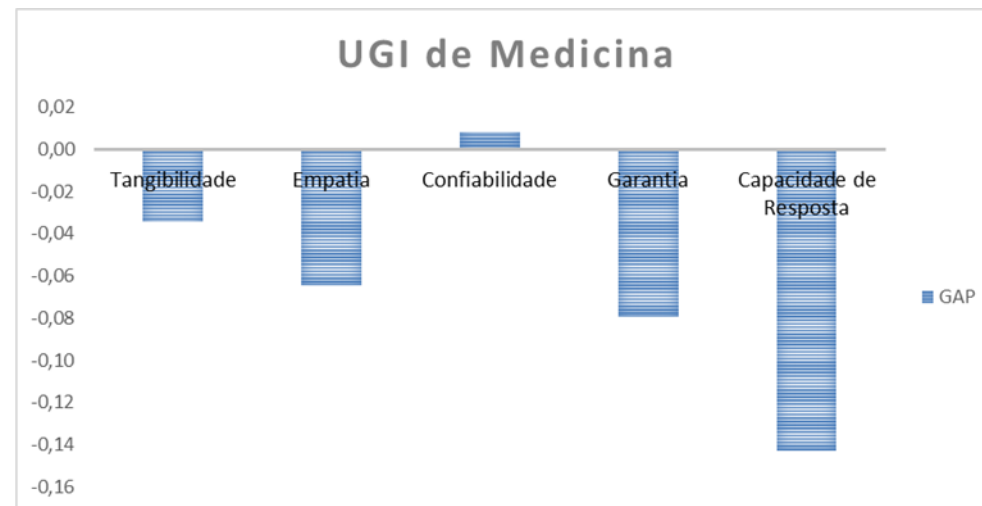 UGI de Medicina
0,02
0,00
Tangibilidade Empatia Confiabilidade Garantia Capacidade de
Resposta
-0,02
-0,04
-0,06
-0,08
-0,10
-0,12
-0,14
-0,16
GAP